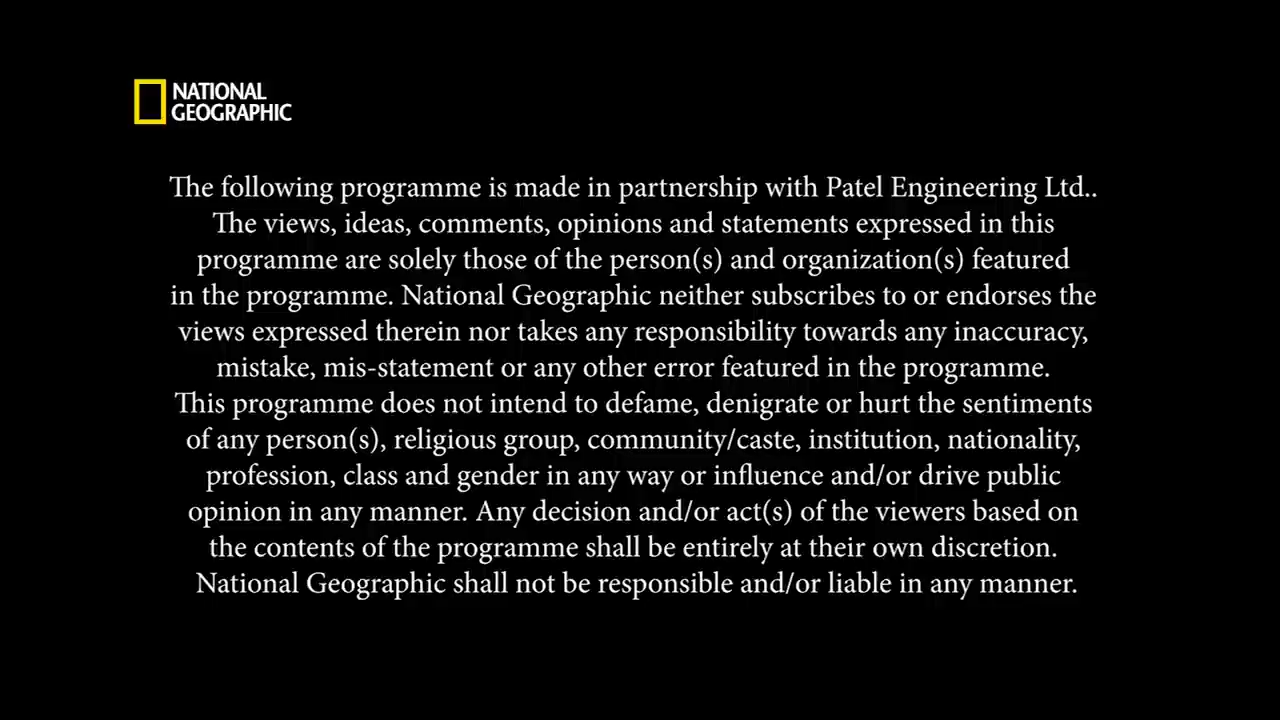 NATIONAL
GEOGRAPHIC
The following programme is made in partnership with Patel Engineering Ltd..
The views, ideas, comments, opinions and statements expressed in this
programme are solely those of the person(s) and organization(s) featured
in the programme. National Geographic neither subscribes to or endorses the
views expressed therein nor takes any responsibility towards any inaccuracy,
mistake, mis-statement or any other error featured in the programme.
This programme does not intend to defame, denigrate or hurt the sentiments
of any person(s), religious group, community/caste, institution, nationality,
profession, class and gender in any way or influence and/or drive public
opinion in any manner. Any decision and/or act(s) of the viewers based on
the contents of the programme shall be entirely at their own discretion.
National Geographic shall not be responsible and/or liable in any manner.